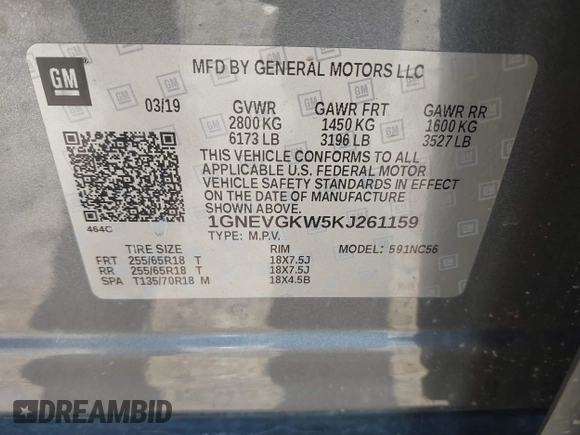 GM
MFD BY GENERAL MOTORS LLC
03/19 GVWR GAWR FRT GAWR RR
2800 KG 1450 KG 1600 KG
6173 LB 3196 LB 3527 LB
THIS VEHICLE CONFORMS TO ALL
APPLICABLE U.S. FEDERAL MOTOR
VEHICLE SAFETY STANDARDS IN EFFECT
ON THE DATE OF MANUFACTURE
SHOWN ABOVE.
1GNEVGKW5KJ261159
464C TYPE: M.P.V. MODEL: 591NC56
TIRE SIZE RIM
FRT 255/65R18 T 18X7.5J
RR 255/65R18 T 18X7.5J
SPA T135/70R18 M 18X4.5B
DREAMBID